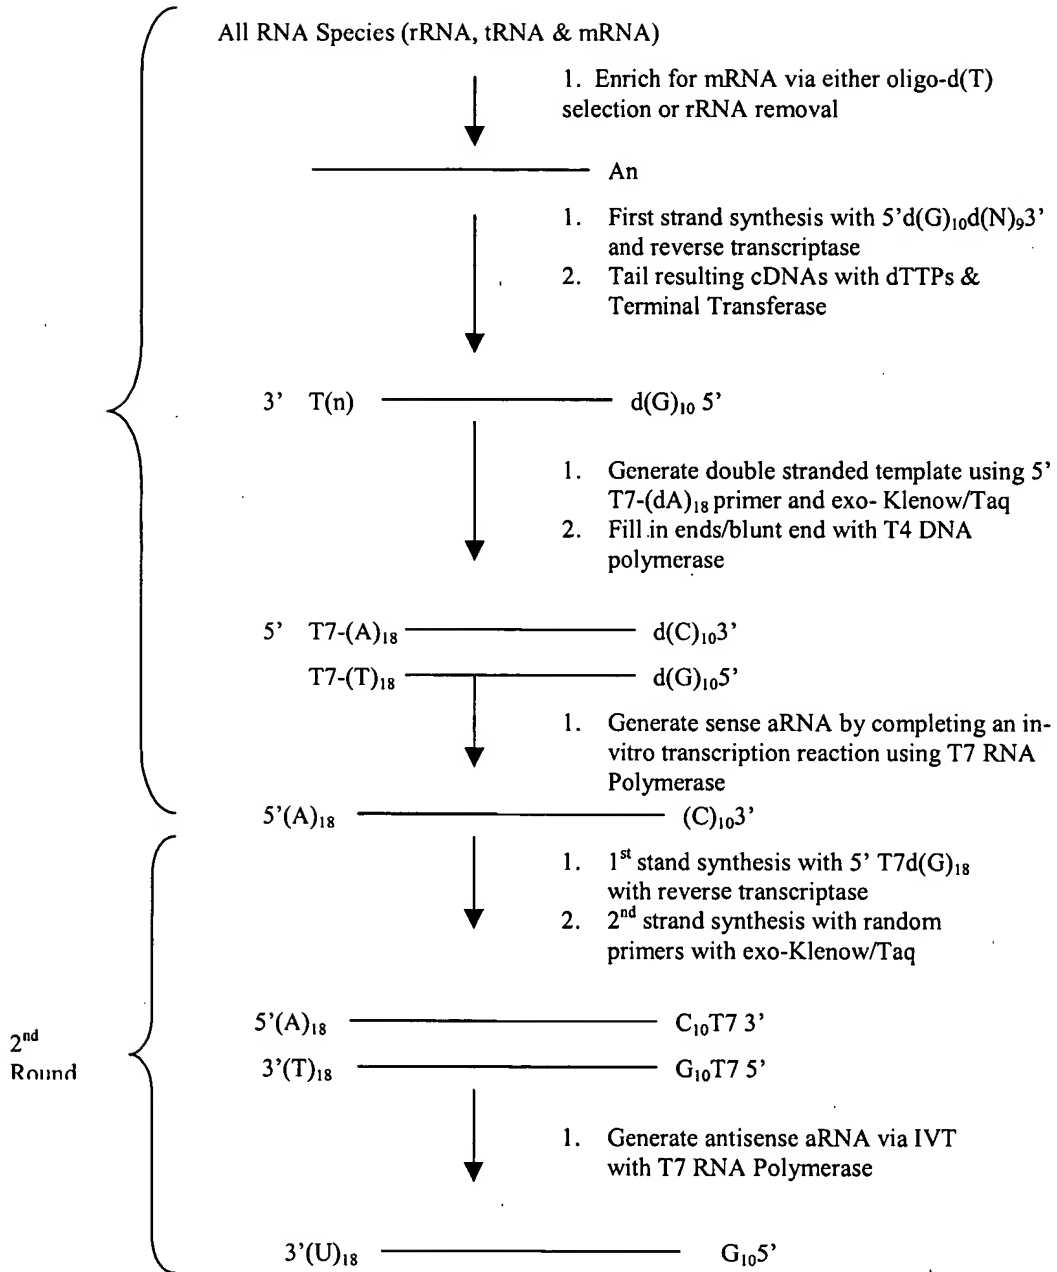 All RNA Species (rRNA, tRNA & mRNA)
1. Enrich for mRNA via either oligo-d(T)
selection or rRNA removal
An
1. First strand synthesis with 5’d(G)₁₀d(N)₉3’
and reverse transcriptase
2. Tail resulting cDNAs with dTTPs &
Terminal Transferase
3’ T(n) d(G)₁₀ 5’
1. Generate double stranded template using 5’
T7-(dA)₁₈ primer and exo- Klenow/Taq
2. Fill in ends/blunt end with T4 DNA
polymerase
5’ T7-(A)₁₈ d(C)₁₀3’
T7-(T)₁₈ d(G)₁₀5’
1. Generate sense aRNA by completing an in-
vitro transcription reaction using T7 RNA
Polymerase
5’(A)₁₈ (C)₁₀3’
1. 1st stand synthesis with 5’ T7d(G)₁₈
with reverse transcriptase
2. 2nd strand synthesis with random
primers with exo-Klenow/Taq
5’(A)₁₈ C₁₀T7 3’
2nd
Round
3’(T)₁₈ G₁₀T7 5’
1. Generate antisense aRNA via IVT
with T7 RNA Polymerase
3’(U)₁₈ G₁₀5’